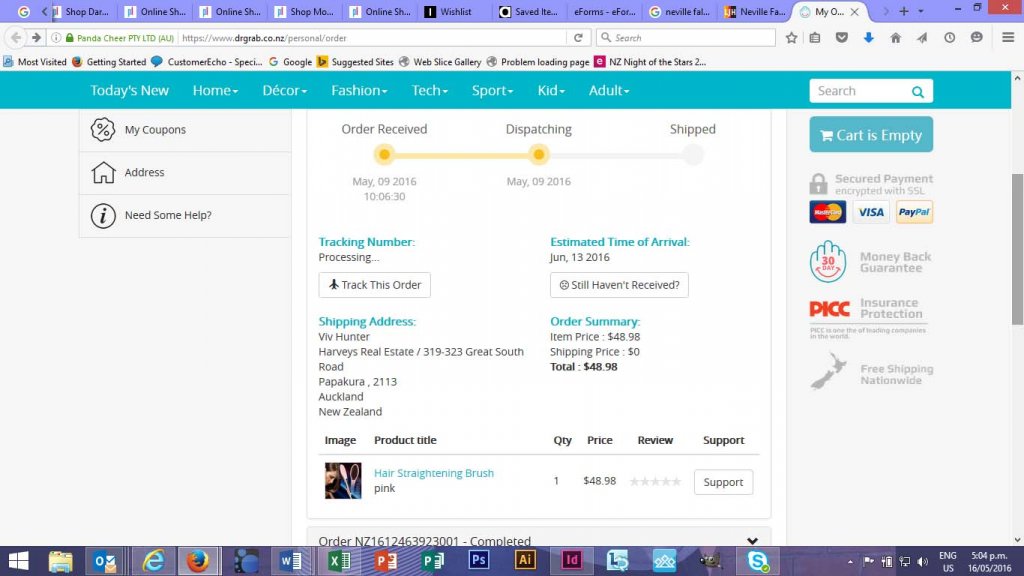 Shop Dar...
Online Sh...
Online Sh...
Shop Mo...
Online Sh...
Wishlist
Saved Ite...
eForms - eFor...
neville fal...
Neville Fa...
My O...
Panda Cheer PTY LTD (AU)
https://www.drgrab.co.nz/personal/order
Search
Most Visited
Getting Started
CustomerEcho - Speci...
Google
Suggested Sites
Web Slice Gallery
Problem loading page
NZ Night of the Stars 2...
Today's New
Home
Décor
Fashion
Tech
Sport
Kid
Adult
Search
My Coupons
Address
Need Some Help?
Order Received
Dispatching
Shipped
May, 09 2016
10:06:30
May, 09 2016
Tracking Number:
Processing...
Track This Order
Estimated Time of Arrival:
Jun, 13 2016
Still Haven't Received?
Shipping Address:
Viv Hunter
Harveys Real Estate / 319-323 Great South
Road
Papakura , 2113
Auckland
New Zealand
Order Summary:
Item Price : $48.98
Shipping Price : $0
Total : $48.98
Image
Product title
Qty
Price
Review
Support
Hair Straightening Brush
pink
1
$48.98
Support
Order NZ1612463923001 - Completed
Cart is Empty
Secured Payment
encrypted with SSL
MasterCard
VISA
PayPal
30
DAY
Money Back
Guarantee
PICC
Insurance
Protection
PICC is one of leading companies
in the world.
Free Shipping
Nationwide
ENG
US
5:04 p.m.
16/05/2016